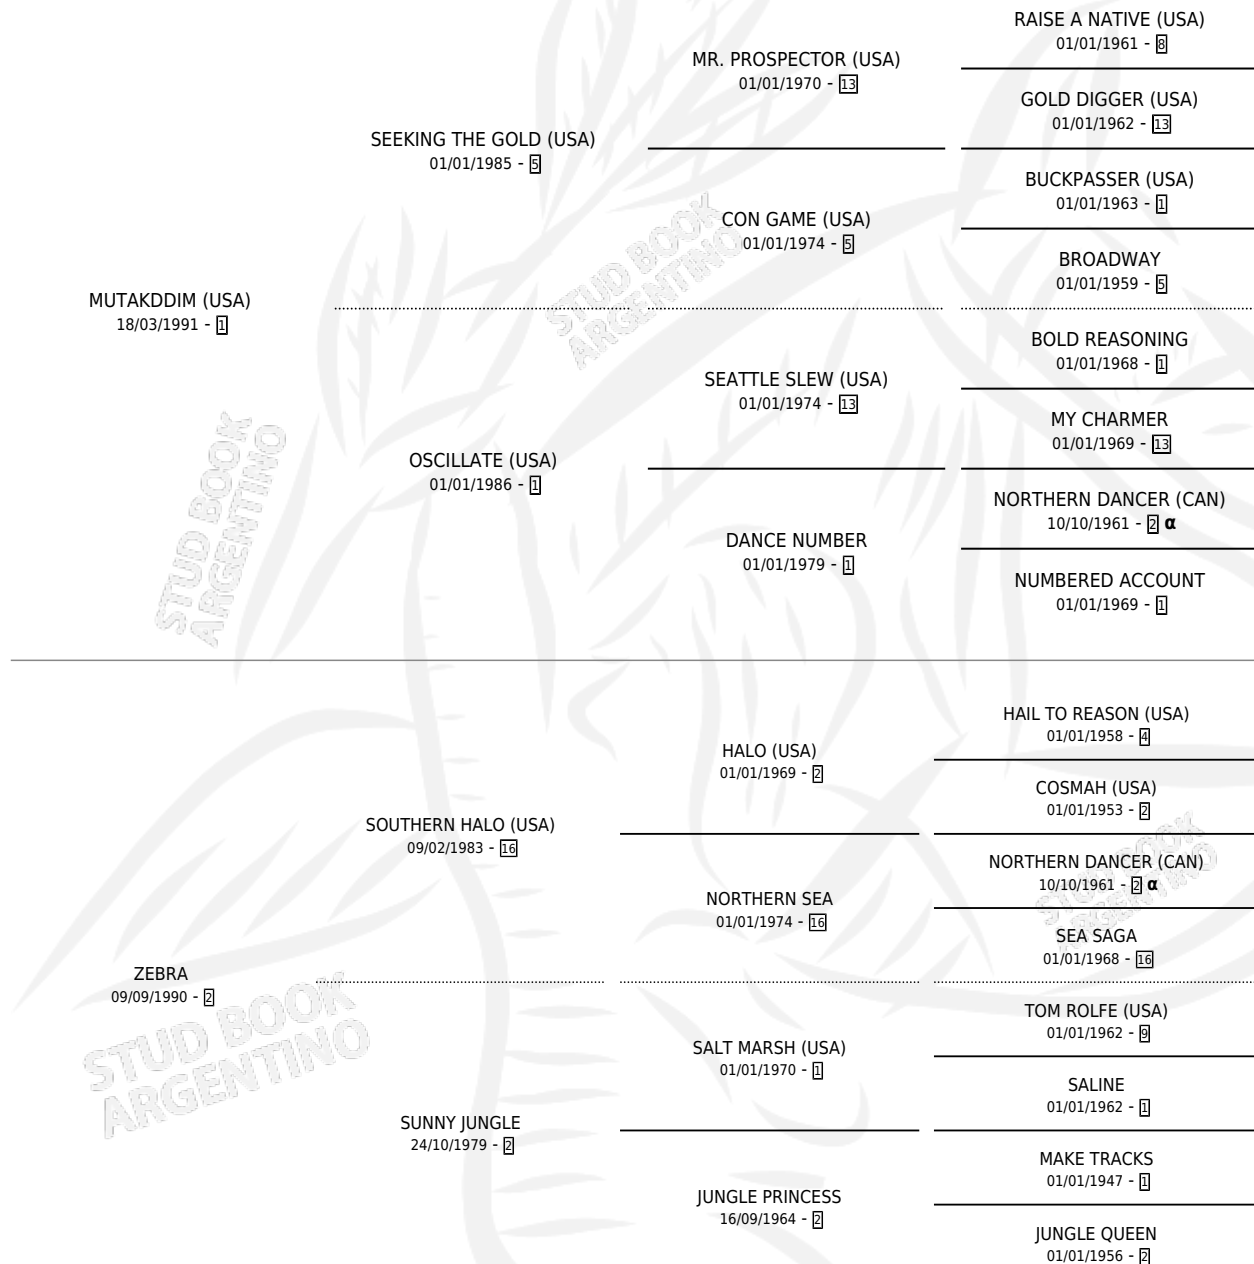 RAISE A NATIVE (USA)
01/01/1961 - 8
MR. PROSPECTOR (USA)
01/01/1970 - 13
GOLD DIGGER (USA)
01/01/1962 - 13
SEEKING THE GOLD (USA)
01/01/1985 - 5
BUCKPASSER (USA)
01/01/1963 - 1
CON GAME (USA)
01/01/1974 - 5
BROADWAY
01/01/1959 - 5
MUTAKDDIM (USA)
18/03/1991 - 1
BOLD REASONING
01/01/1968 - 1
SEATTLE SLEW (USA)
01/01/1974 - 13
MY CHARMER
01/01/1969 - 13
OSCILLATE (USA)
01/01/1986 - 1
NORTHERN DANCER (CAN)
10/10/1961 - 2 α
DANCE NUMBER
01/01/1979 - 1
NUMBERED ACCOUNT
01/01/1969 - 1
HAIL TO REASON (USA)
01/01/1958 - 4
HALO (USA)
01/01/1969 - 2
COSMAH (USA)
01/01/1953 - 2
SOUTHERN HALO (USA)
09/02/1983 - 16
NORTHERN DANCER (CAN)
10/10/1961 - 2 α
NORTHERN SEA
01/01/1974 - 16
SEA SAGA
01/01/1968 - 16
ZEBRA
09/09/1990 - 2
TOM ROLFE (USA)
01/01/1962 - 9
SALT MARSH (USA)
01/01/1970 - 1
SALINE
01/01/1962 - 1
SUNNY JUNGLE
24/10/1979 - 2
MAKE TRACKS
01/01/1947 - 1
JUNGLE PRINCESS
16/09/1964 - 2
JUNGLE QUEEN
01/01/1956 - 2
STUD BOOK
ARGENTINO
STUD BOOK
ARGENTINO
STUD BOOK
ARGENTINO
STUD BOOK
ARGENTINO